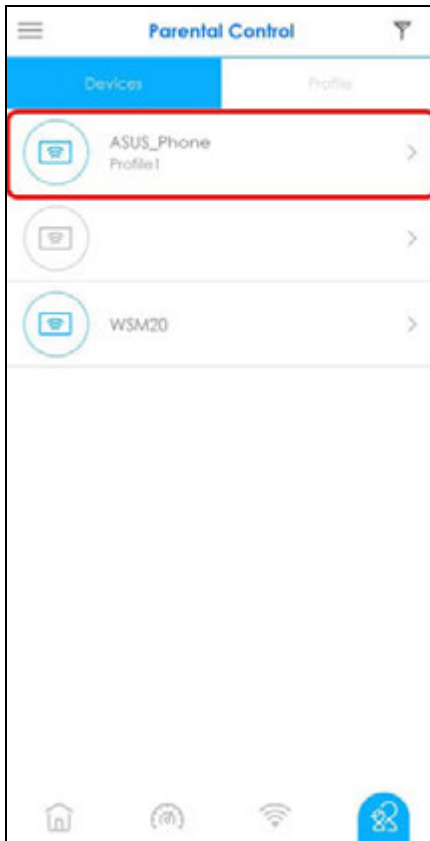 Parental Control
Devices
Profile
ASUS_Phone
Profile1
WSM20